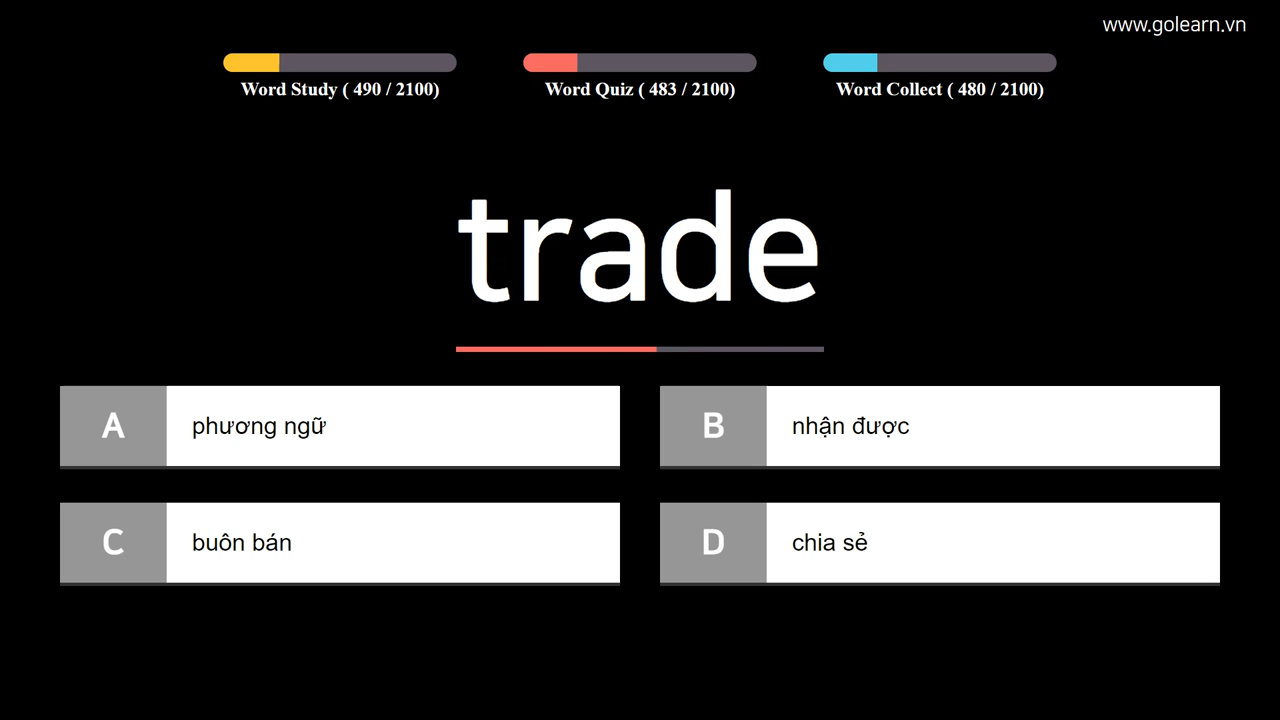 www.golearn.vn
Word Study ( 490 / 2100)
Word Quiz ( 483 / 2100)
Word Collect ( 480 / 2100)
trade
A phương ngữ
B nhận được
C buôn bán
D chia sẻ